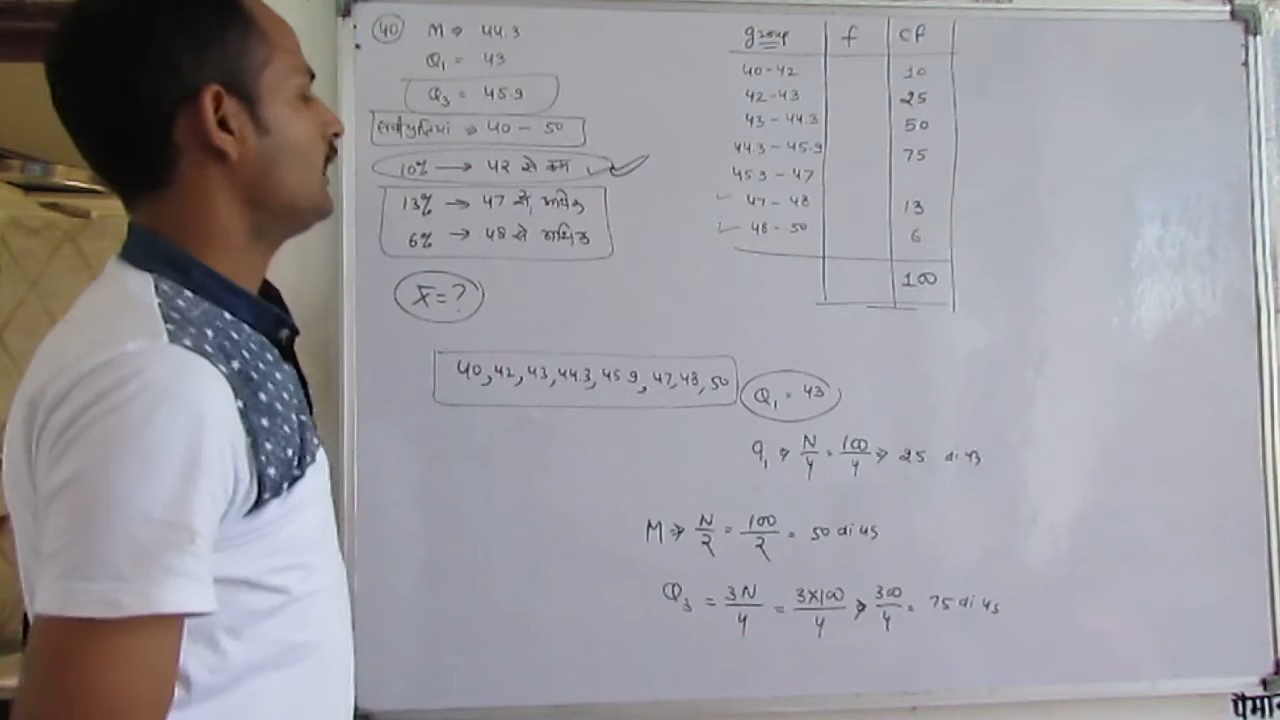 40 M ⇒ 44.3
Q₁ = 43
Q₃ = 45.9
⇒ 40 - 50
10% → 42 से कम
13% → 47 से अधिक
6% → 48 से अधिक
x̄ = ?
group f cf
40-42 10
42-43 25
43 - 44.3 50
44.3 - 45.9 75
45.9 - 47
47 - 48 13
48 - 50 6
100
40, 42, 43, 44.3, 45.9, 47, 48, 50
Q₁ = 43
q₁ ⇒ N/4 = 100/4 ⇒ 25 वां पद
M ⇒ N/2 = 100/2 = 50 वां पद
Q₃ = 3N/4 = 3×100/4 ⇒ 300/4 = 75 वां पद